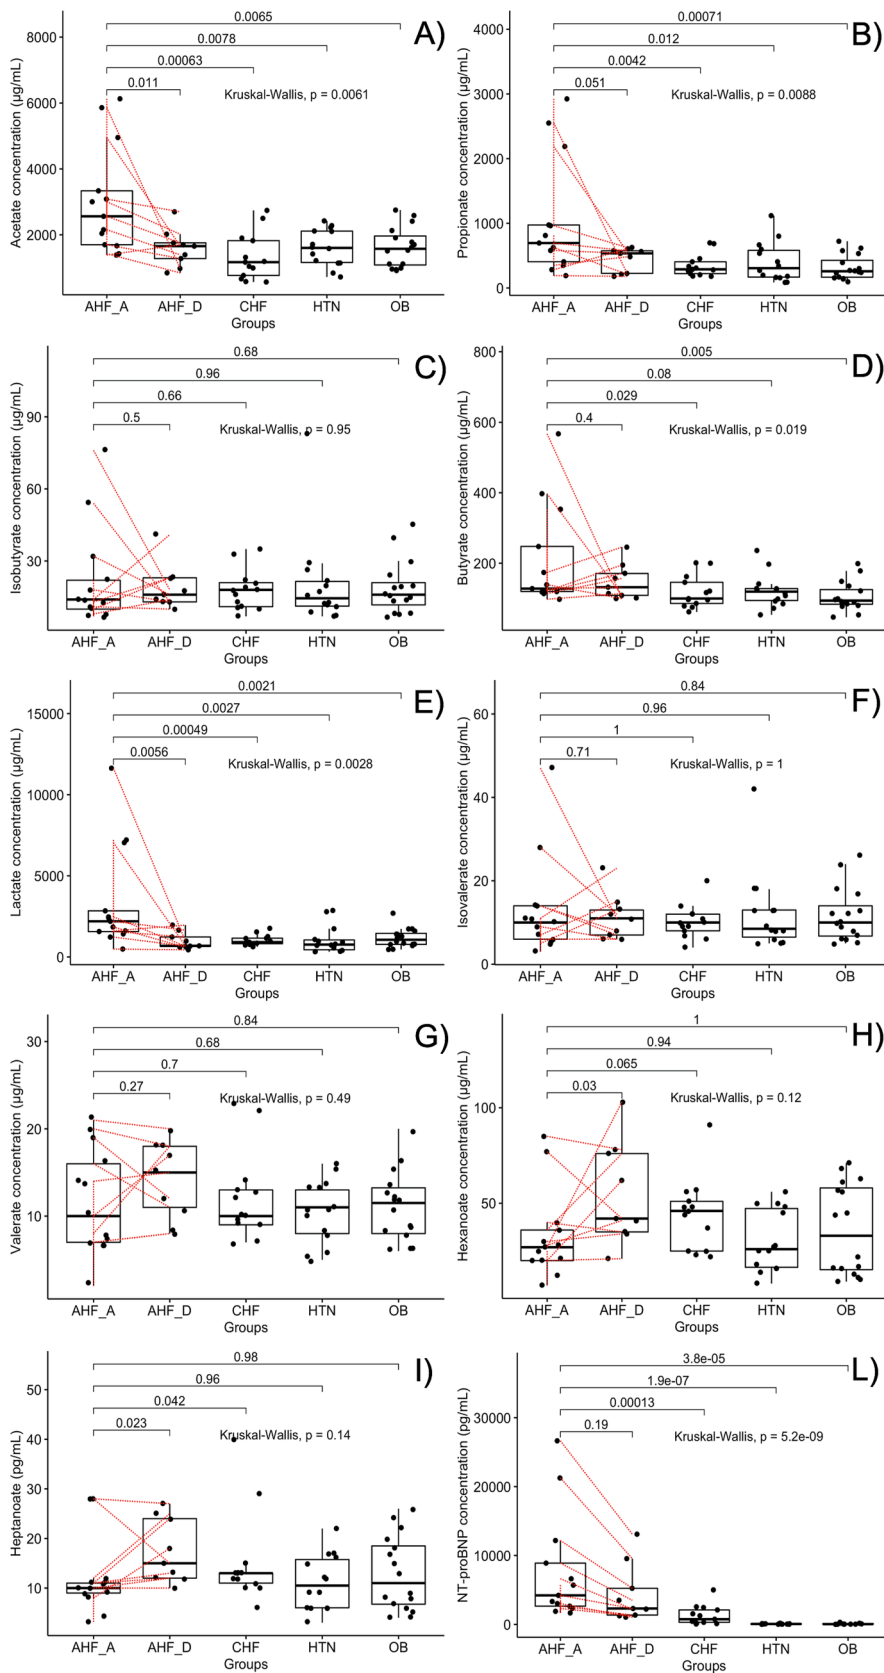 A)
0.0065
0.0078
0.00063
0.011
Kruskal-Wallis, p = 0.0061
Acetate concentration (µg/mL)
8000
6000
4000
2000
AHF_A AHF_D CHF HTN OB
Groups
B)
0.00071
0.012
0.0042
0.051
Kruskal-Wallis, p = 0.0088
Propionate concentration (µg/mL)
4000
3000
2000
1000
0
AHF_A AHF_D CHF HTN OB
Groups
C)
0.68
0.96
0.66
0.5
Kruskal-Wallis, p = 0.95
Isobutyrate concentration (µg/mL)
90
60
30
AHF_A AHF_D CHF HTN OB
Groups
D)
0.005
0.08
0.029
0.4
Kruskal-Wallis, p = 0.019
Butyrate concentration (µg/mL)
800
600
400
200
AHF_A AHF_D CHF HTN OB
Groups
E)
0.0021
0.0027
0.00049
0.0056
Kruskal-Wallis, p = 0.0028
Lactate concentration (µg/mL)
15000
10000
5000
0
AHF_A AHF_D CHF HTN OB
Groups
F)
0.84
0.96
1
0.71
Kruskal-Wallis, p = 1
Isovalerate concentration (µg/mL)
60
40
20
0
AHF_A AHF_D CHF HTN OB
Groups
G)
0.84
0.68
0.7
0.27
Kruskal-Wallis, p = 0.49
Valerate concentration (µg/mL)
30
20
10
AHF_A AHF_D CHF HTN OB
Groups
H)
1
0.94
0.065
0.03
Kruskal-Wallis, p = 0.12
Hexanoate concentration (µg/mL)
100
50
AHF_A AHF_D CHF HTN OB
Groups
I)
0.98
0.96
0.042
0.023
Kruskal-Wallis, p = 0.14
Heptanoate (pg/mL)
50
40
30
20
10
AHF_A AHF_D CHF HTN OB
Groups
L)
3.8e-05
1.9e-07
0.00013
0.19
Kruskal-Wallis, p = 5.2e-09
NT-proBNP concentration (pg/mL)
30000
20000
10000
0
AHF_A AHF_D CHF HTN OB
Groups